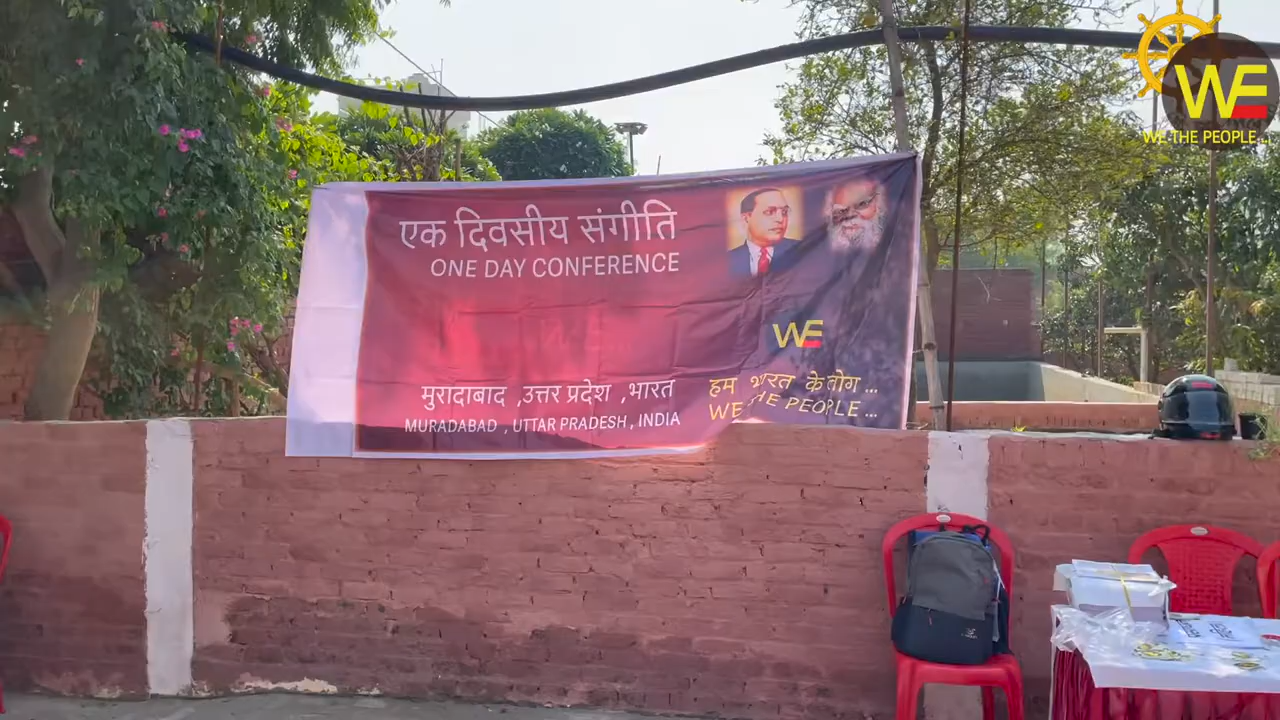 एक दिवसीय संगीति
ONE DAY CONFERENCE
WE
मुरादाबाद ,उत्तर प्रदेश ,भारत
MURADABAD , UTTAR PRADESH , INDIA
हम भारत के लोग ...
WE THE PEOPLE ...
WE
WE THE PEOPLE...